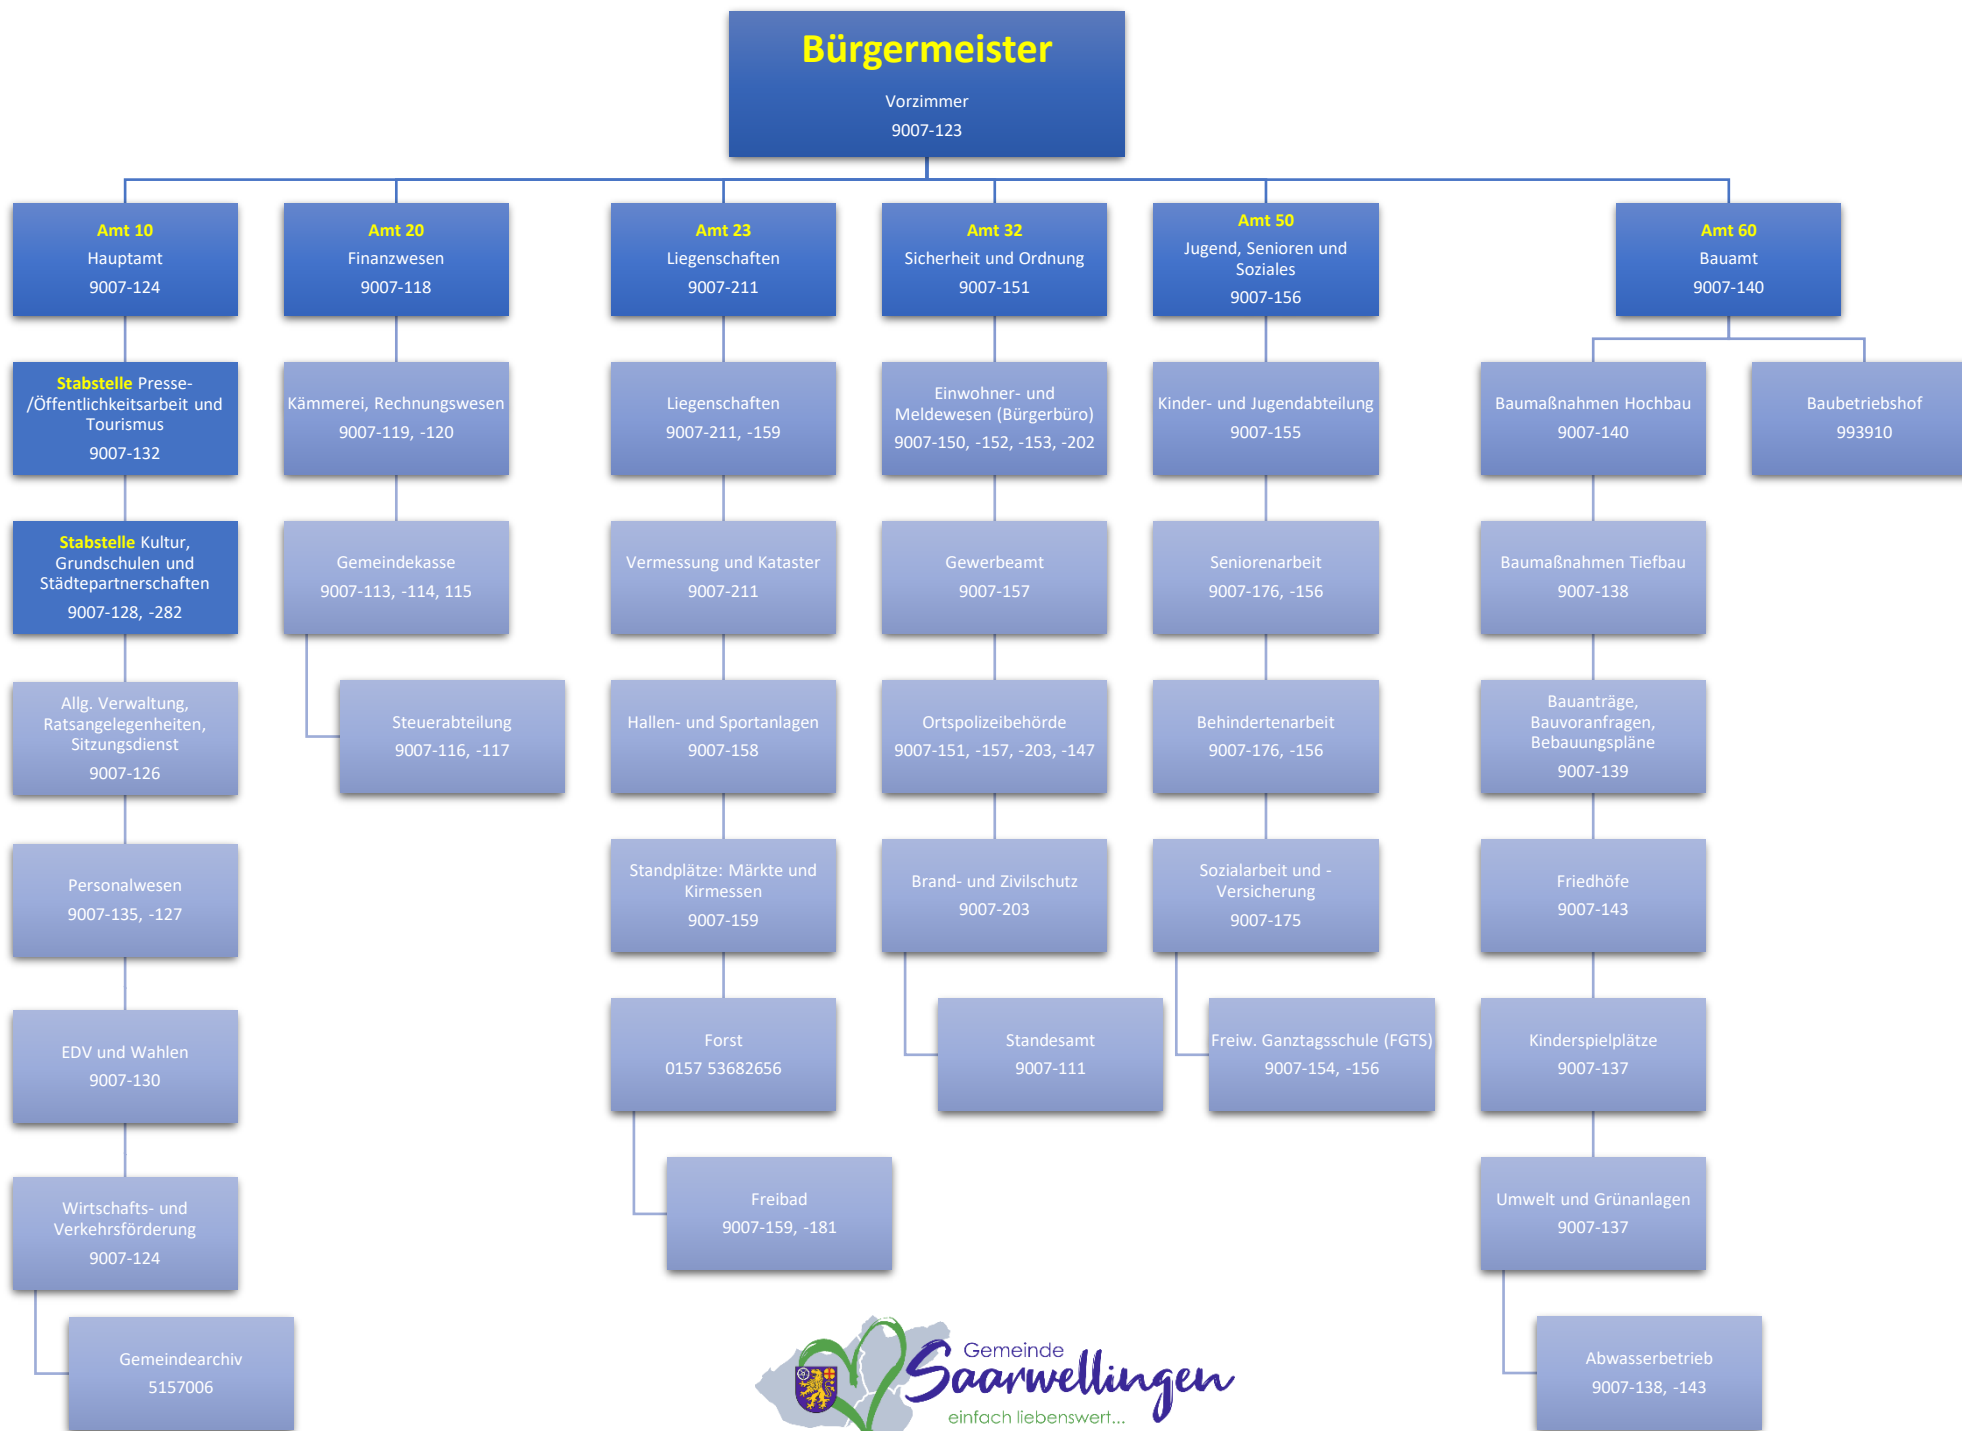 Bürgermeister
Vorzimmer
9007-123
Amt 10
Hauptamt
9007-124
Stabstelle Presse-
/Öffentlichkeitsarbeit und
Tourismus
9007-132
Stabstelle Kultur,
Grundschulen und
Städtepartnerschaften
9007-128, -282
Allg. Verwaltung,
Ratsangelegenheiten,
Sitzungsdienst
9007-126
Personalwesen
9007-135, -127
EDV und Wahlen
9007-130
Wirtschafts- und
Verkehrsförderung
9007-124
Gemeindearchiv
5157006
Amt 20
Finanzwesen
9007-118
Kämmerei, Rechnungswesen
9007-119, -120
Gemeindekasse
9007-113, -114, 115
Steuerabteilung
9007-116, -117
Amt 23
Liegenschaften
9007-211
Liegenschaften
9007-211, -159
Vermessung und Kataster
9007-211
Hallen- und Sportanlagen
9007-158
Standplätze: Märkte und
Kirmessen
9007-159
Forst
0157 53682656
Freibad
9007-159, -181
Amt 32
Sicherheit und Ordnung
9007-151
Einwohner- und
Meldewesen (Bürgerbüro)
9007-150, -152, -153, -202
Gewerbeamt
9007-157
Ortspolizeibehörde
9007-151, -157, -203, -147
Brand- und Zivilschutz
9007-203
Standesamt
9007-111
Amt 50
Jugend, Senioren und
Soziales
9007-156
Kinder- und Jugendabteilung
9007-155
Seniorenarbeit
9007-176, -156
Behindertenarbeit
9007-176, -156
Sozialarbeit und -
Versicherung
9007-175
Freiw. Ganztagsschule (FGTS)
9007-154, -156
Amt 60
Bauamt
9007-140
Baumaßnahmen Hochbau
9007-140
Baumaßnahmen Tiefbau
9007-138
Bauanträge,
Bauvoranfragen,
Bebauungspläne
9007-139
Friedhöfe
9007-143
Kinderspielplätze
9007-137
Umwelt und Grünanlagen
9007-137
Abwasserbetrieb
9007-138, -143
Baubetriebshof
993910
Gemeinde
Saarwellingen
einfach liebenswert...